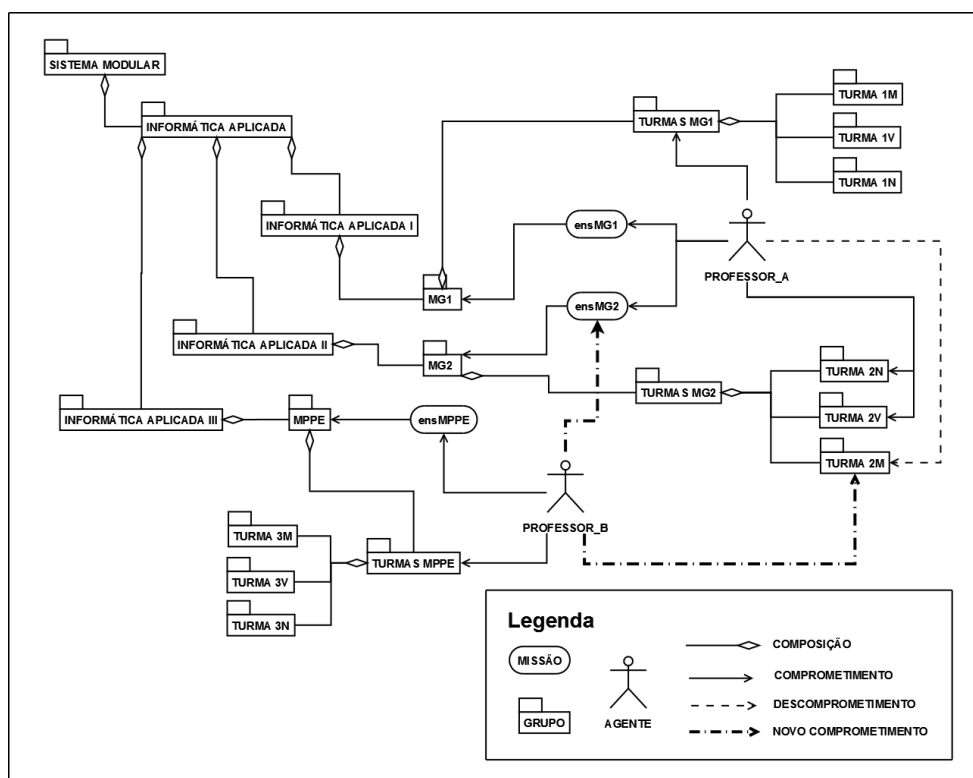 SISTEMA MODULAR
INFORMÁTICA APLICADA
TURMAS MG1
TURMA 1M
TURMA 1V
TURMA 1N
INFORMÁTICA APLICADA I
ensMG1
PROFESSOR_A
MG1
ensMG2
INFORMÁTICA APLICADA II
MG2
TURMAS MG2
TURMA 2N
TURMA 2V
TURMA 2M
INFORMÁTICA APLICADA III
MPPE
ensMPPE
PROFESSOR_B
TURMA 3M
TURMAS MPPE
TURMA 3V
TURMA 3N
Legenda
MISSÃO
GRUPO
AGENTE
COMPOSIÇÃO
COMPROMETIMENTO
DESCOMPROMETIMENTO
NOVO COMPROMETIMENTO